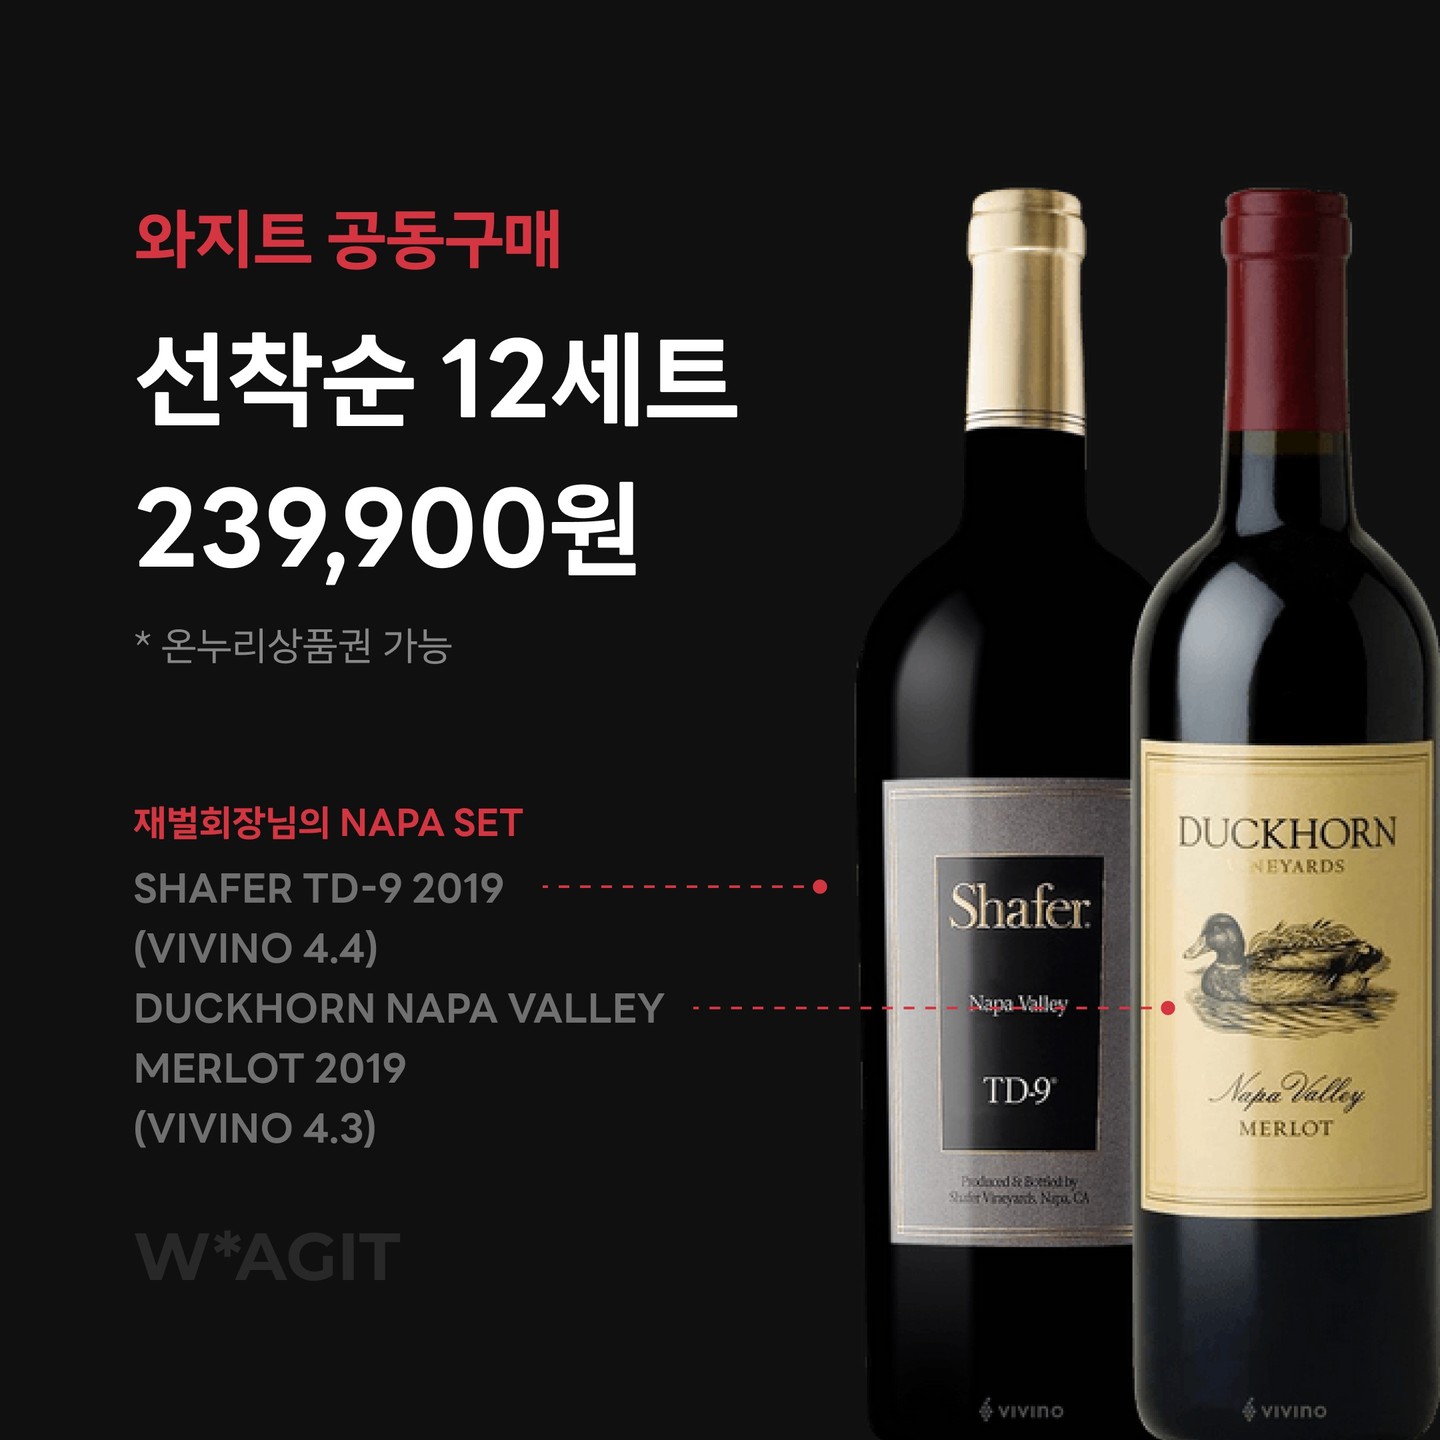 와지트 공동구매
선착순 12세트
239,900원
* 온누리상품권 가능
재벌회장님의 NAPA SET
SHAFER TD-9 2019
(VIVINO 4.4)
DUCKHORN NAPA VALLEY
MERLOT 2019
(VIVINO 4.3)
W*AGIT
Shafer.
Napa Valley
TD-9
Produced & Bottled by
Shafer Vineyards, Napa, CA
vivino
DUCKHORN
NEYARDS
Napa Valley
MERLOT
vivino